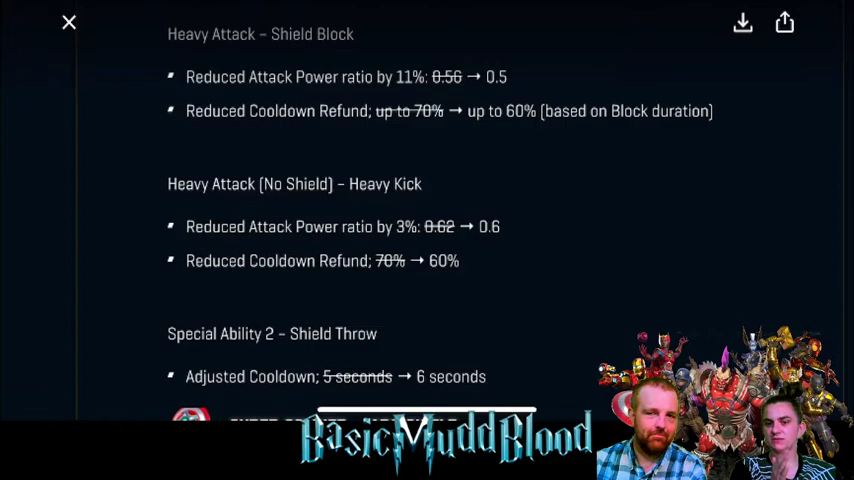 Heavy Attack – Shield Block
Reduced Attack Power ratio by 11%: 0.56 → 0.5
Reduced Cooldown Refund; up to 70% → up to 60% (based on Block duration)
Heavy Attack (No Shield) – Heavy Kick
Reduced Attack Power ratio by 3%: 0.62 → 0.6
Reduced Cooldown Refund; 70% → 60%
Special Ability 2 – Shield Throw
Adjusted Cooldown; 5 seconds → 6 seconds
BasicMuddBlood